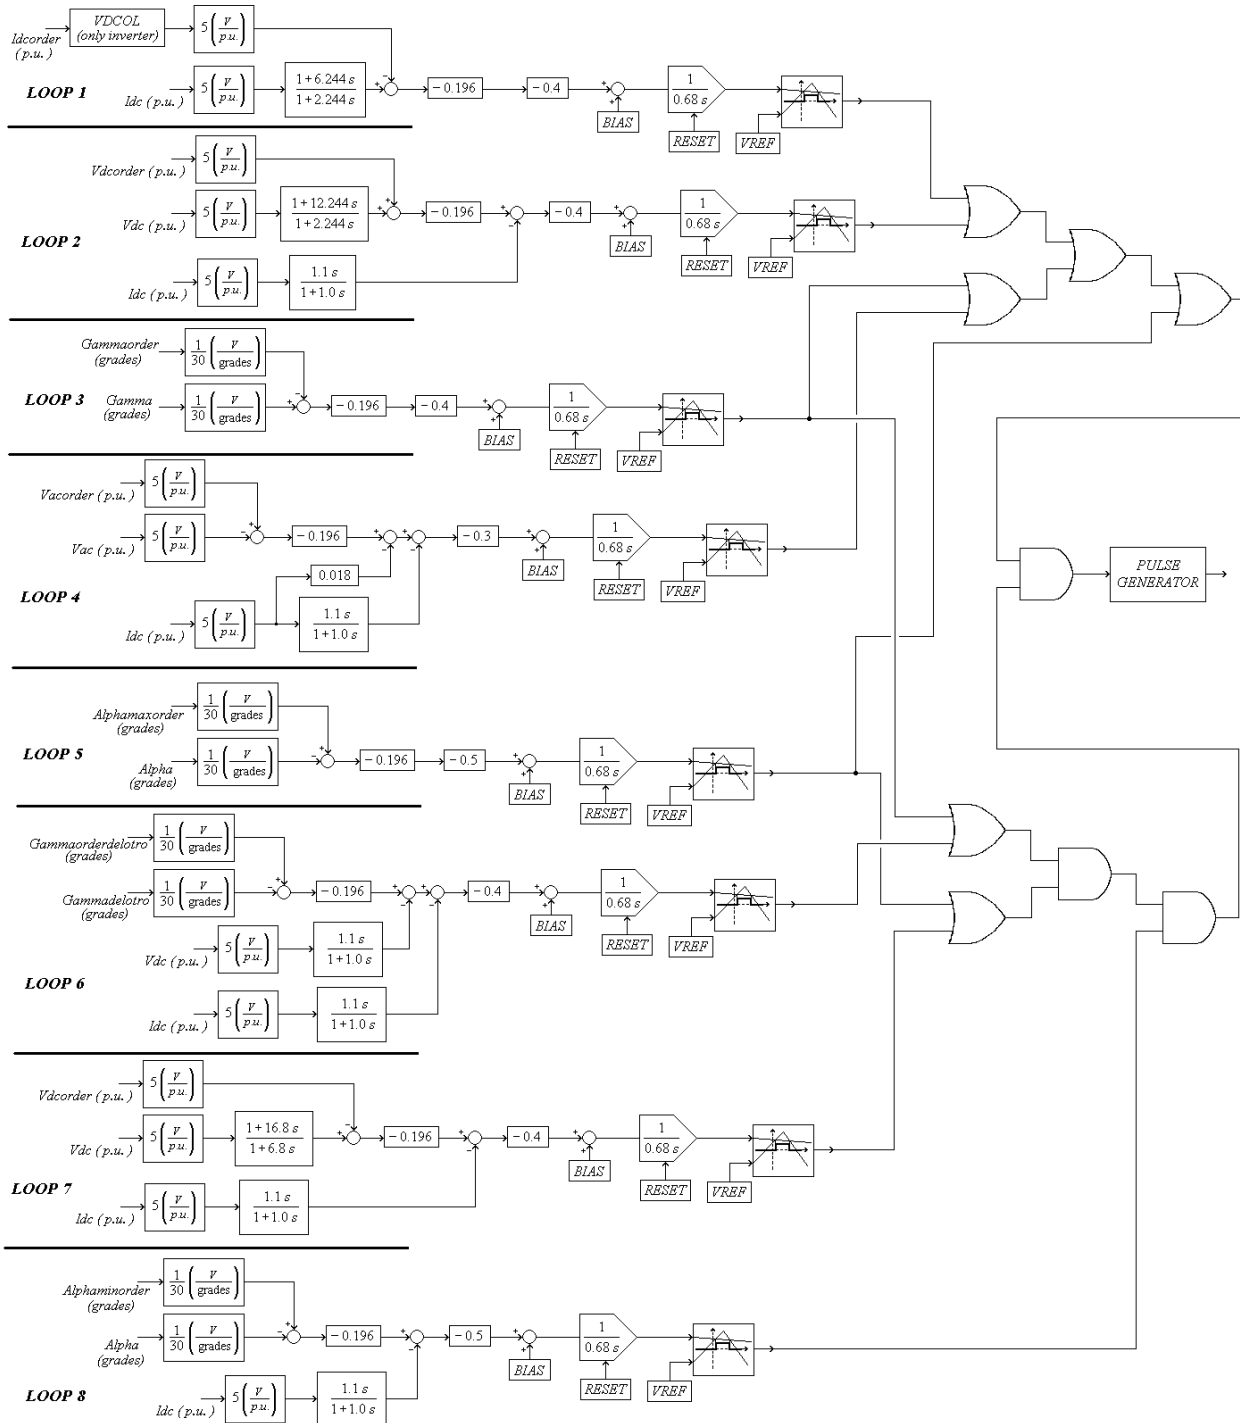 VDCOL
(only inverter)
Idcorder
(p.u.)
5(V/p.u.)
LOOP 1
Idc (p.u.)
5(V/p.u.)
1+6.244 s
1+2.244 s
−
+
−0.196
−0.4
+
+
BIAS
1
0.68 s
RESET
VREF
Vdcorder (p.u.)
5(V/p.u.)
LOOP 2
Vdc (p.u.)
5(V/p.u.)
1+12.244 s
1+2.244 s
+
+
−0.196
+
−
−0.4
+
+
BIAS
1
0.68 s
RESET
VREF
Idc (p.u.)
5(V/p.u.)
1.1 s
1+1.0 s
Gammaorder
(grades)
1/30 (V/grades)
LOOP 3
Gamma
(grades)
1/30 (V/grades)
−
+
−0.196
−0.4
+
+
BIAS
1
0.68 s
RESET
VREF
Vacorder (p.u.)
5(V/p.u.)
Vac (p.u.)
5(V/p.u.)
+
−
−0.196
+
−
+
−
−0.3
+
+
BIAS
1
0.68 s
RESET
VREF
0.018
LOOP 4
Idc (p.u.)
5(V/p.u.)
1.1 s
1+1.0 s
PULSE
GENERATOR
Alphamaxorder
(grades)
1/30 (V/grades)
LOOP 5
Alpha
(grades)
1/30 (V/grades)
+
−
−0.196
−0.5
+
+
BIAS
1
0.68 s
RESET
VREF
Gammaorderdelotro
(grades)
1/30 (V/grades)
Gammadelotro
(grades)
1/30 (V/grades)
+
−
−0.196
+
−
+
−
−0.4
+
+
BIAS
1
0.68 s
RESET
VREF
Vdc (p.u.)
5(V/p.u.)
1.1 s
1+1.0 s
LOOP 6
Idc (p.u.)
5(V/p.u.)
1.1 s
1+1.0 s
Vdcorder (p.u.)
5(V/p.u.)
Vdc (p.u.)
5(V/p.u.)
1+16.8 s
1+6.8 s
−
+
−0.196
+
−
−0.4
+
+
BIAS
1
0.68 s
RESET
VREF
LOOP 7
Idc (p.u.)
5(V/p.u.)
1.1 s
1+1.0 s
Alphaminorder
(grades)
1/30 (V/grades)
Alpha
(grades)
1/30 (V/grades)
+
−
−0.196
+
−
−0.5
+
+
BIAS
1
0.68 s
RESET
VREF
LOOP 8
Idc (p.u.)
5(V/p.u.)
1.1 s
1+1.0 s